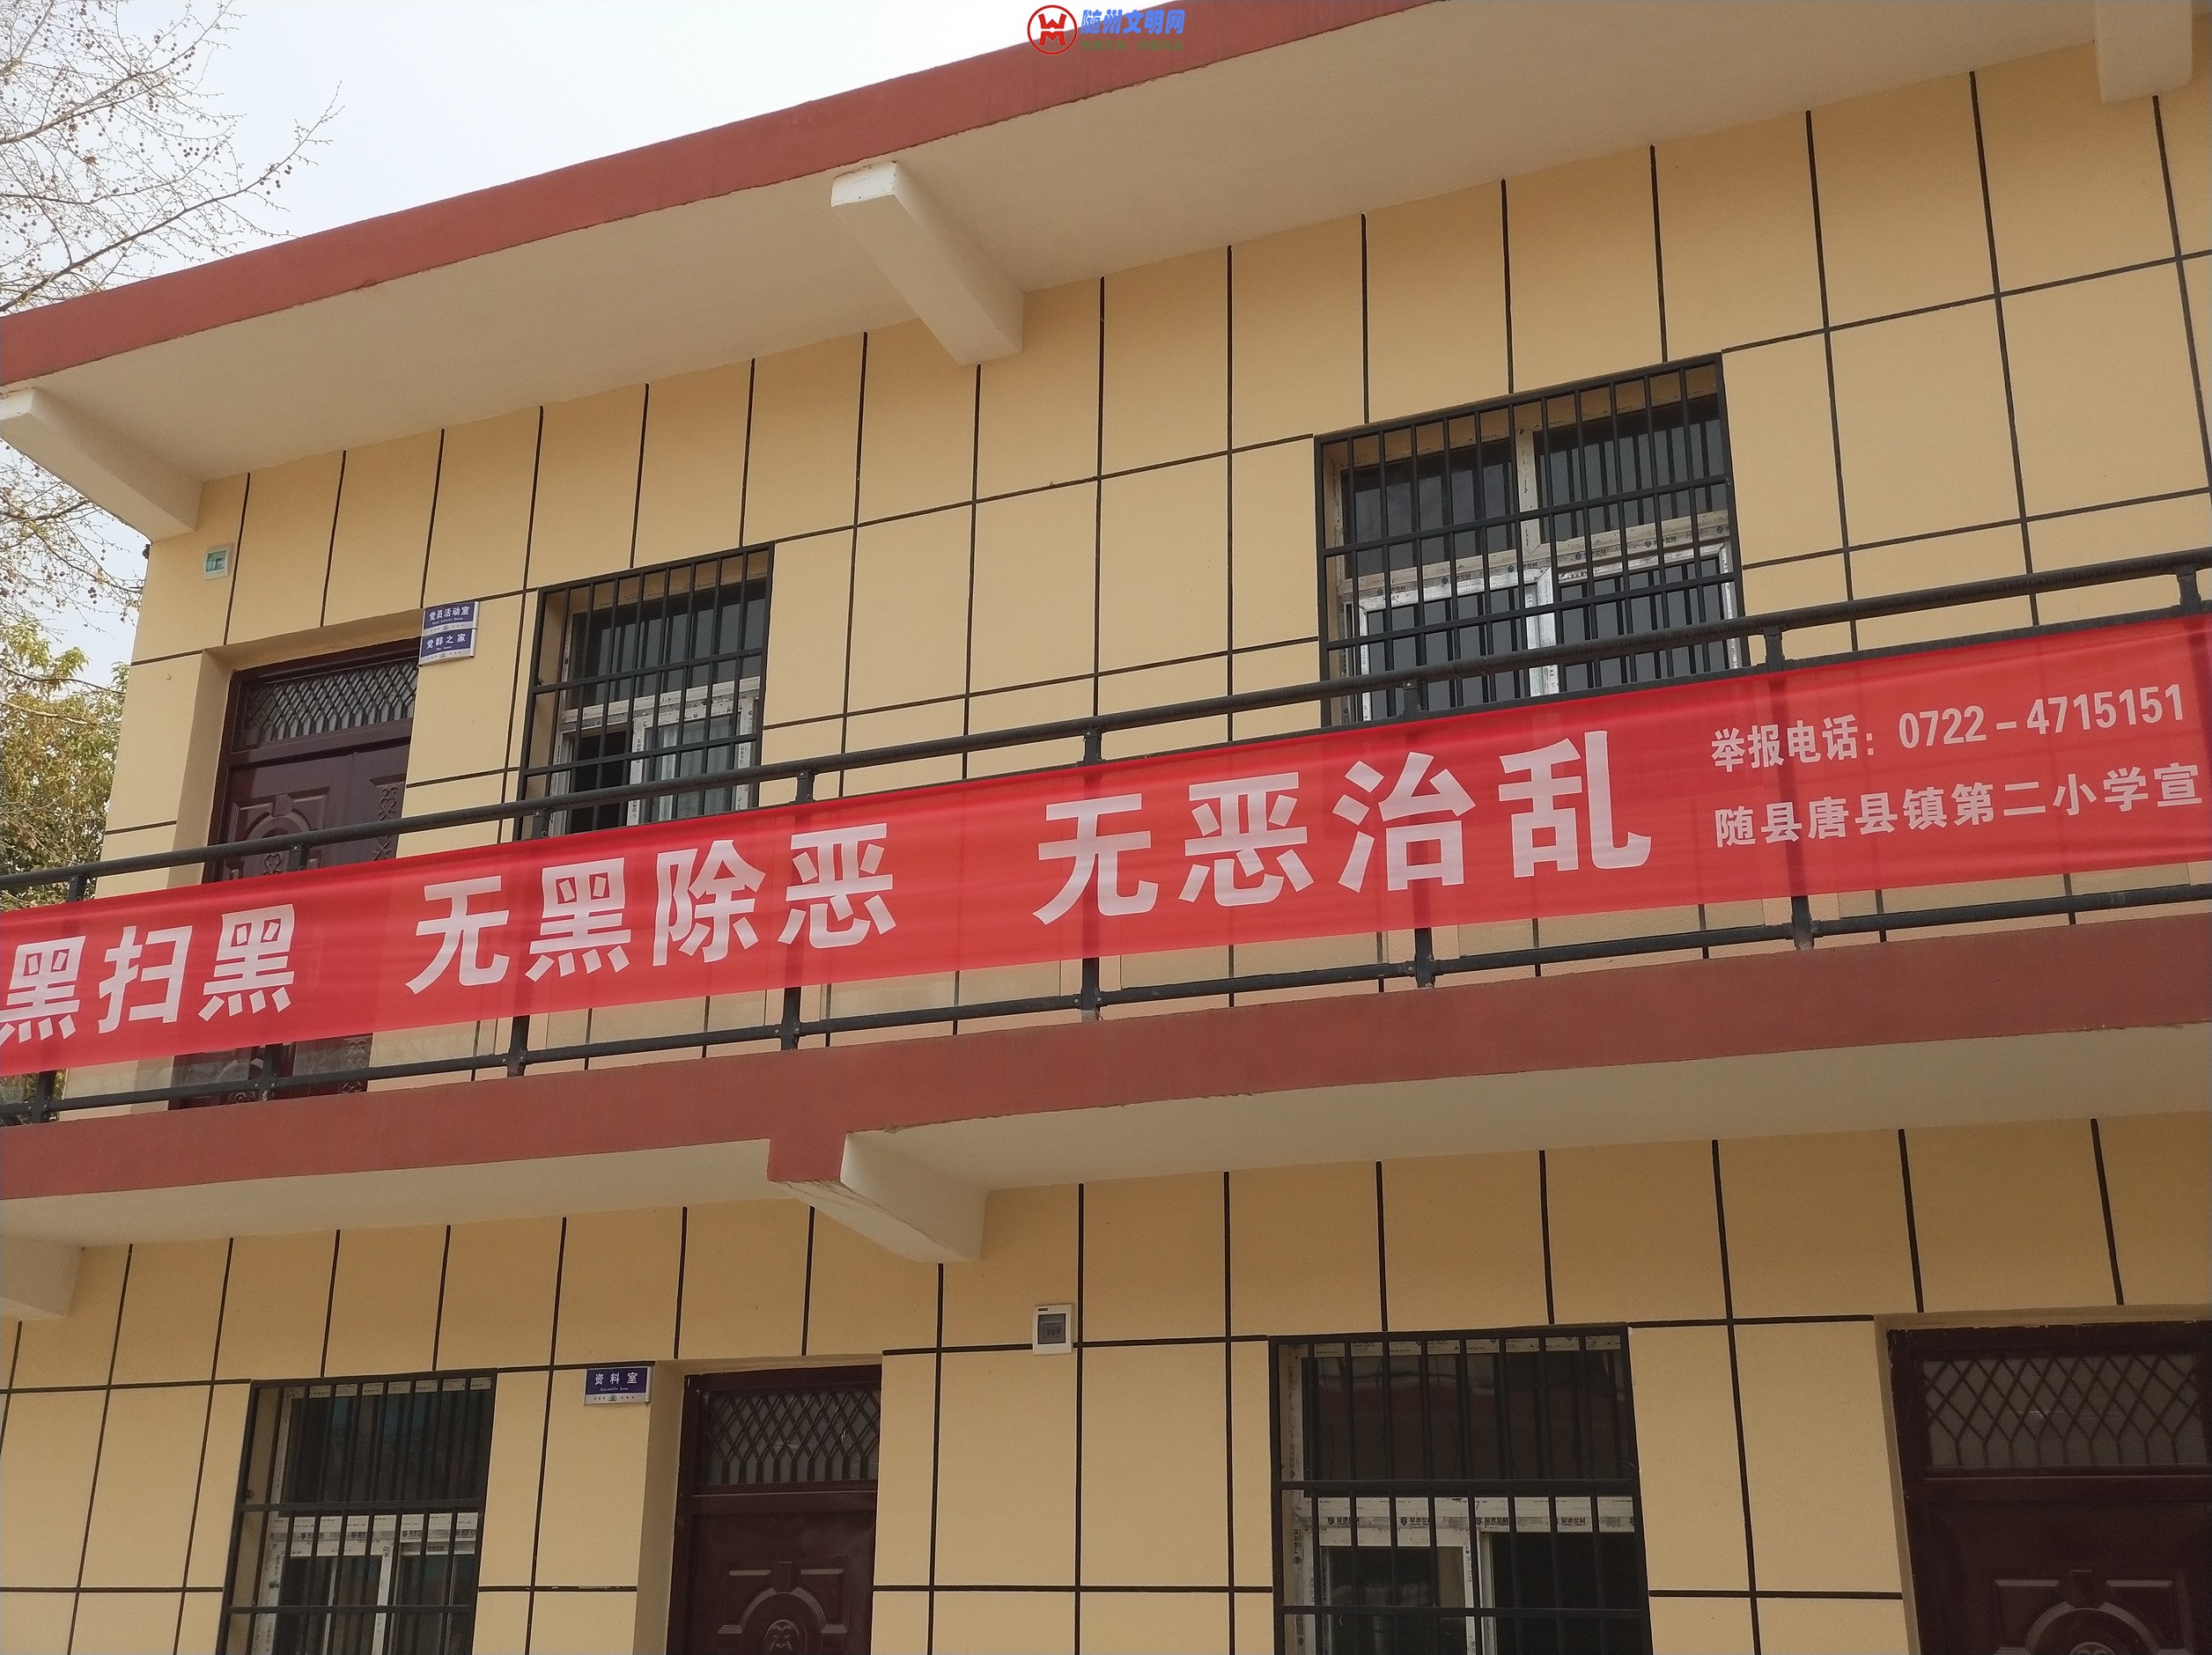 随州文明网
党员活动室
党群之家
黑扫黑 无黑除恶 无恶治乱
举报电话：0722-4715151
随县唐县镇第二小学宣
资料室